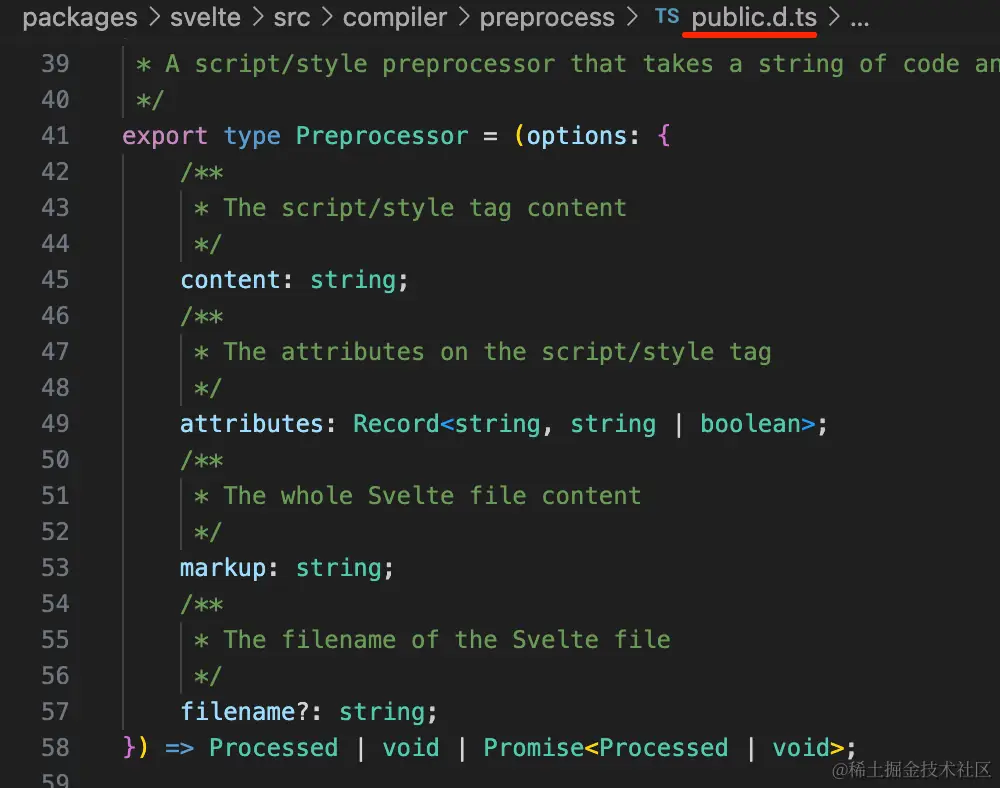 packages > svelte > src > compiler > preprocess > TS public.d.ts > ...
39 * A script/style preprocessor that takes a string of code an
40 */
41 export type Preprocessor = (options: {
42 /**
43 * The script/style tag content
44 */
45 content: string;
46 /**
47 * The attributes on the script/style tag
48 */
49 attributes: Record<string, string | boolean>;
50 /**
51 * The whole Svelte file content
52 */
53 markup: string;
54 /**
55 * The filename of the Svelte file
56 */
57 filename?: string;
58 }) => Processed | void | Promise<Processed | void>;
59
@稀土掘金技术社区